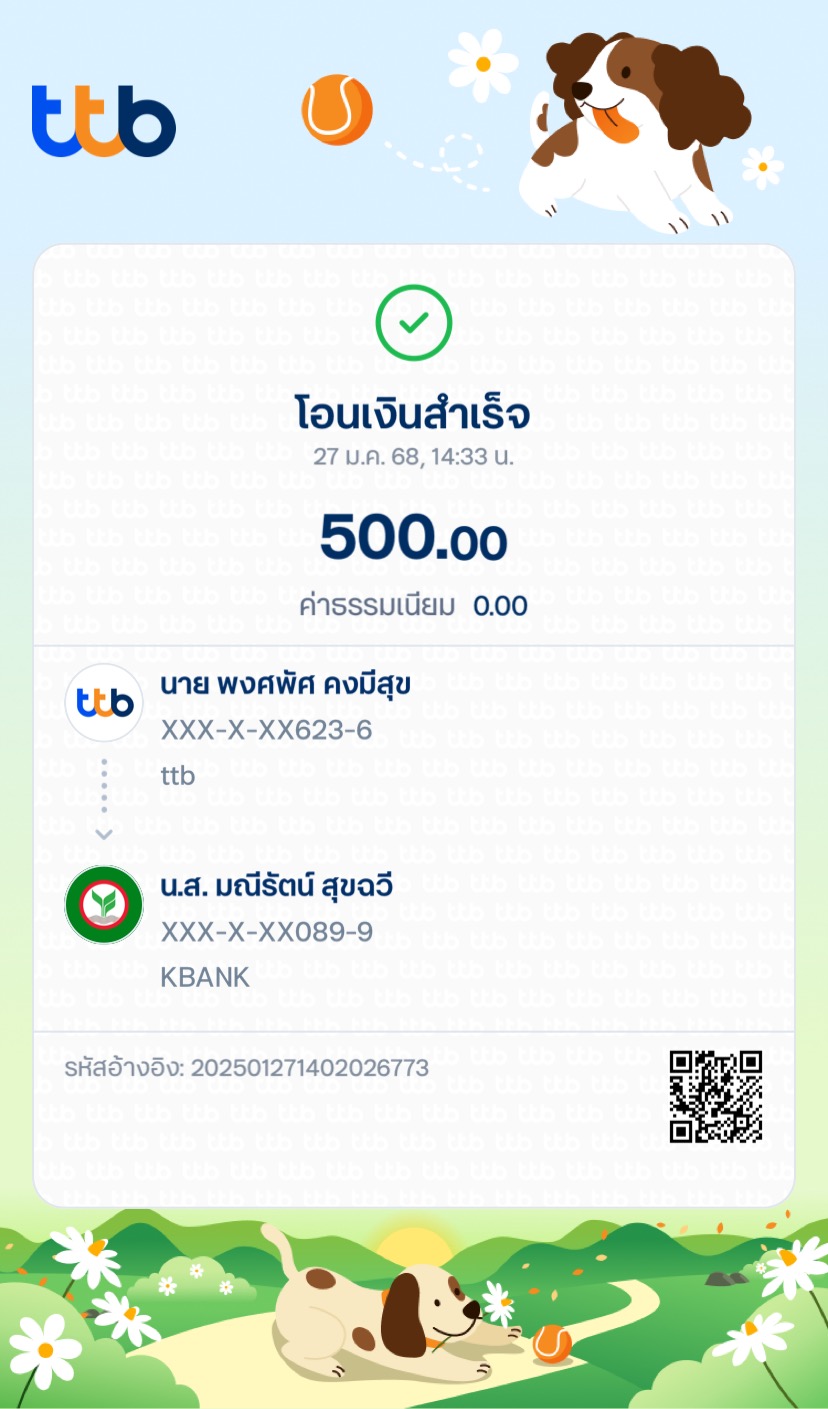 ttb
โอนเงินสำเร็จ
27 ม.ค. 68, 14:33 น.
500.00
ค่าธรรมเนียม 0.00
ttb
นาย พงศพัศ คงมีสุข
XXX-X-XX623-6
ttb
น.ส. มณีรัตน์ สุขฉวี
XXX-X-XX089-9
KBANK
รหัสอ้างอิง: 202501271402026773